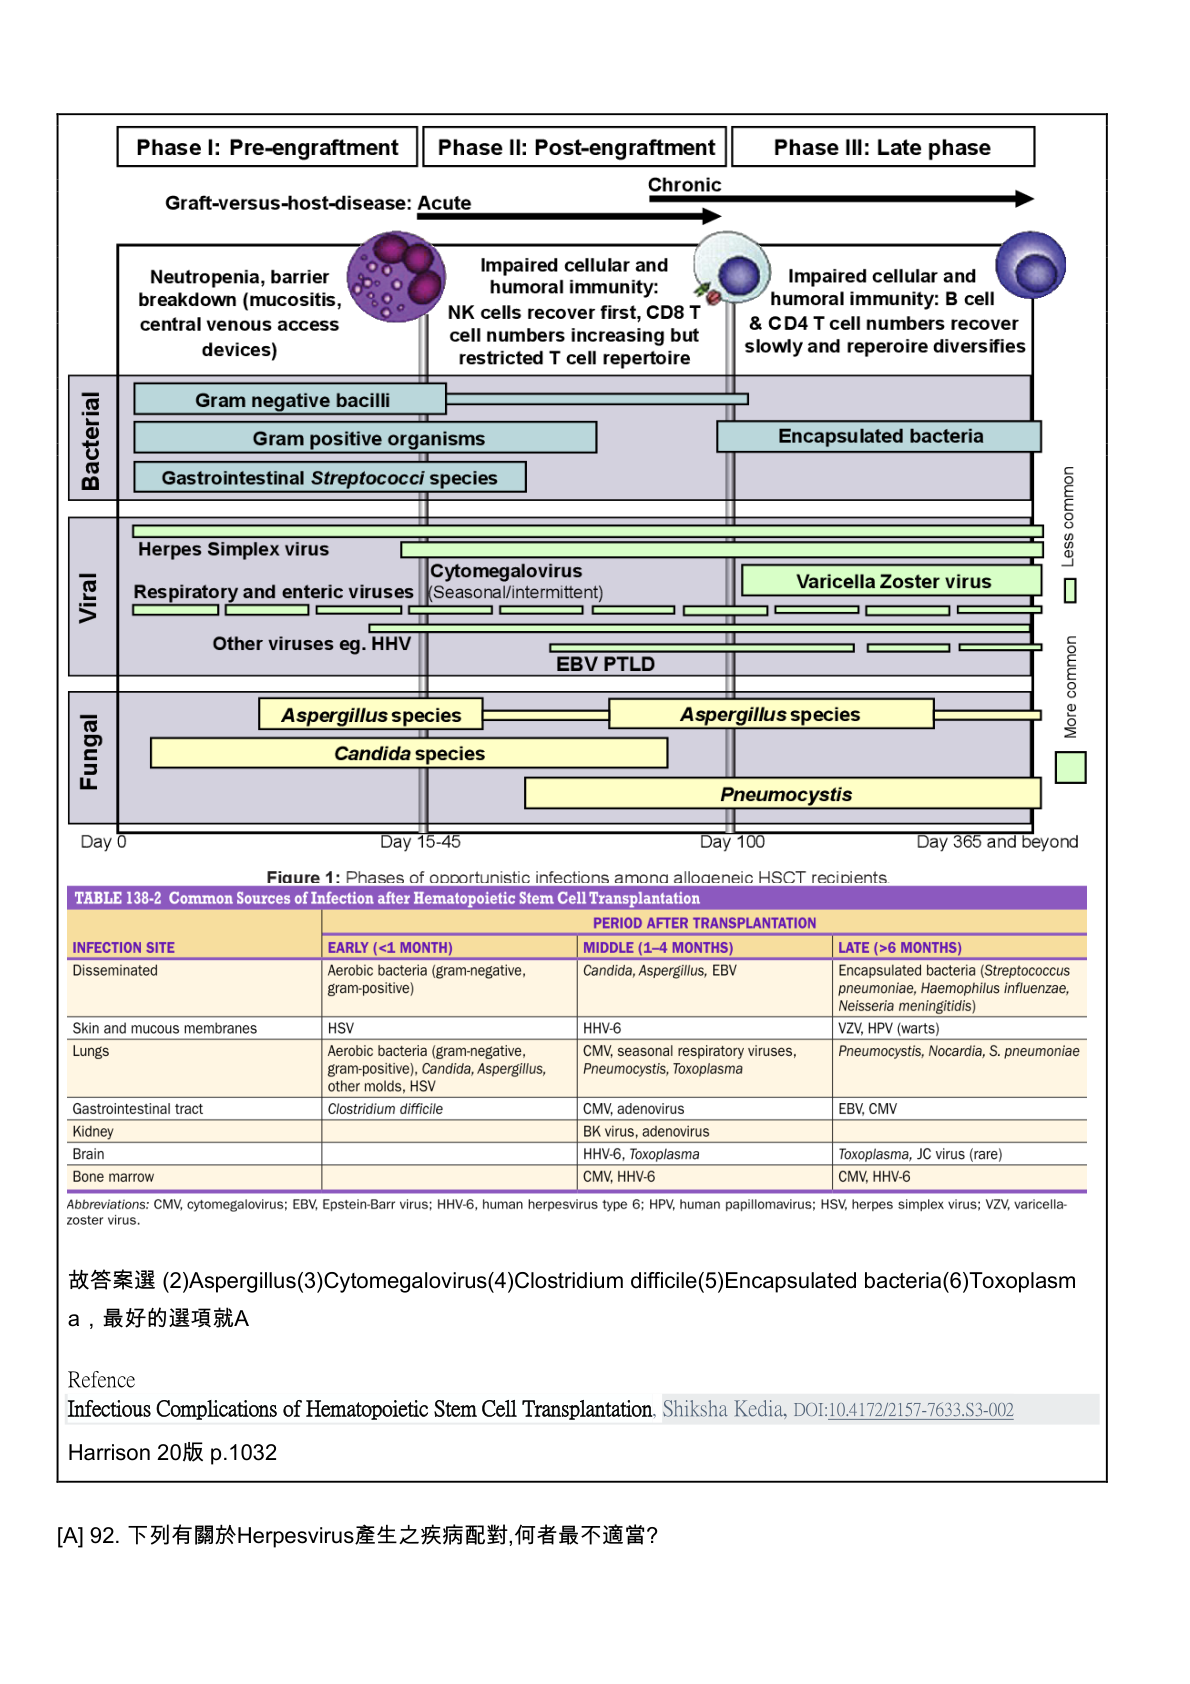 Phase I: Pre-engraftment
Phase II: Post-engraftment
Phase III: Late phase
Chronic
Graft-versus-host-disease: Acute
Neutropenia, barrier
breakdown (mucositis,
central venous access
devices)
Impaired cellular and
humoral immunity:
NK cells recover first, CD8 T
cell numbers increasing but
restricted T cell repertoire
Impaired cellular and
humoral immunity: B cell
& CD4 T cell numbers recover
slowly and reperoire diversifies
Bacterial
Gram negative bacilli
Gram positive organisms
Encapsulated bacteria
Gastrointestinal Streptococci species
Viral
Herpes Simplex virus
Cytomegalovirus
Varicella Zoster virus
Respiratory and enteric viruses
(Seasonal/intermittent)
Other viruses eg. HHV
EBV PTLD
Less common
More common
Fungal
Aspergillus species
Aspergillus species
Candida species
Pneumocystis
Day 0
Day 15-45
Day 100
Day 365 and beyond
Figure 1: Phases of opportunistic infections among allogeneic HSCT recipients.
TABLE 138-2 Common Sources of Infection after Hematopoietic Stem Cell Transplantation
PERIOD AFTER TRANSPLANTATION
INFECTION SITE EARLY (<1 MONTH) MIDDLE (1–4 MONTHS) LATE (>6 MONTHS)
Disseminated
Aerobic bacteria (gram-negative,
gram-positive)
Candida, Aspergillus, EBV
Encapsulated bacteria (Streptococcus
pneumoniae, Haemophilus influenzae,
Neisseria meningitidis)
Skin and mucous membranes HSV HHV-6 VZV, HPV (warts)
Lungs
Aerobic bacteria (gram-negative,
gram-positive), Candida, Aspergillus,
other molds, HSV
CMV, seasonal respiratory viruses,
Pneumocystis, Toxoplasma
Pneumocystis, Nocardia, S. pneumoniae
Gastrointestinal tract Clostridium difficile CMV, adenovirus EBV, CMV
Kidney BK virus, adenovirus
Brain HHV-6, Toxoplasma Toxoplasma, JC virus (rare)
Bone marrow CMV, HHV-6 CMV, HHV-6
Abbreviations: CMV, cytomegalovirus; EBV, Epstein-Barr virus; HHV-6, human herpesvirus type 6; HPV, human papillomavirus; HSV, herpes simplex virus; VZV, varicella-
zoster virus.
故答案選 (2)Aspergillus(3)Cytomegalovirus(4)Clostridium difficile(5)Encapsulated bacteria(6)Toxoplasm
a，最好的選項就A
Refence
Infectious Complications of Hematopoietic Stem Cell Transplantation, Shiksha Kedia, DOI:10.4172/2157-7633.S3-002
Harrison 20版 p.1032
[A] 92. 下列有關於Herpesvirus產生之疾病配對,何者最不適當?